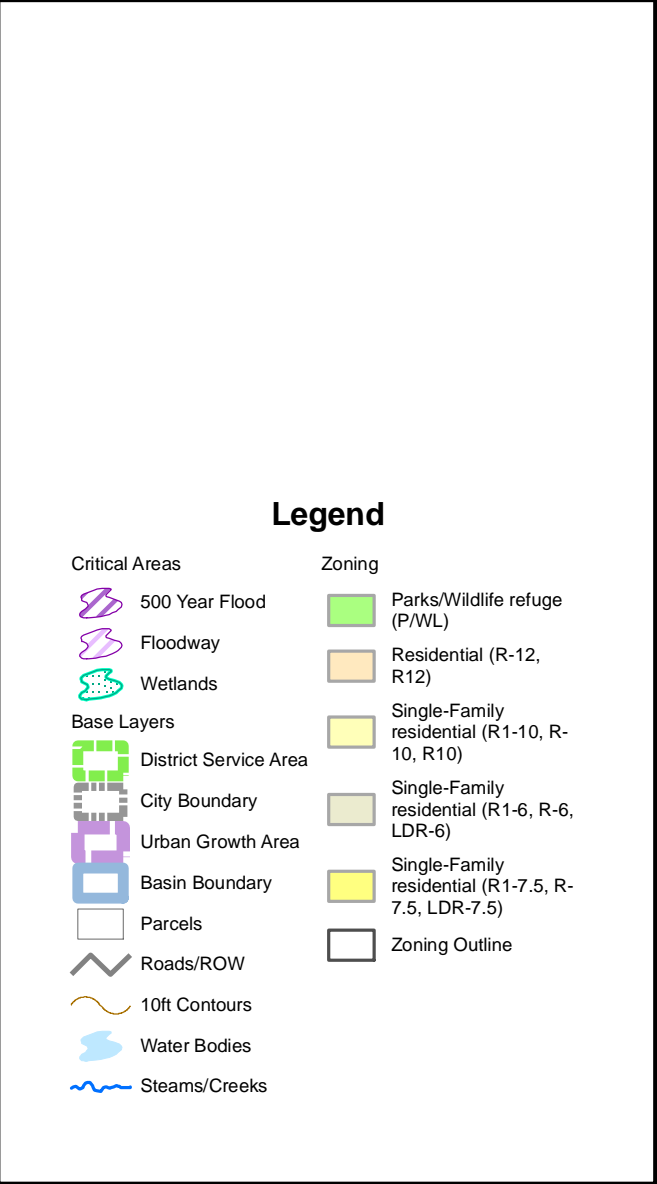 Legend
Critical Areas
500 Year Flood
Floodway
Wetlands
Base Layers
District Service Area
City Boundary
Urban Growth Area
Basin Boundary
Parcels
Roads/ROW
10ft Contours
Water Bodies
Steams/Creeks
Zoning
Parks/Wildlife refuge
(P/WL)
Residential (R-12,
R12)
Single-Family
residential (R1-10, R-
10, R10)
Single-Family
residential (R1-6, R-6,
LDR-6)
Single-Family
residential (R1-7.5, R-
7.5, LDR-7.5)
Zoning Outline